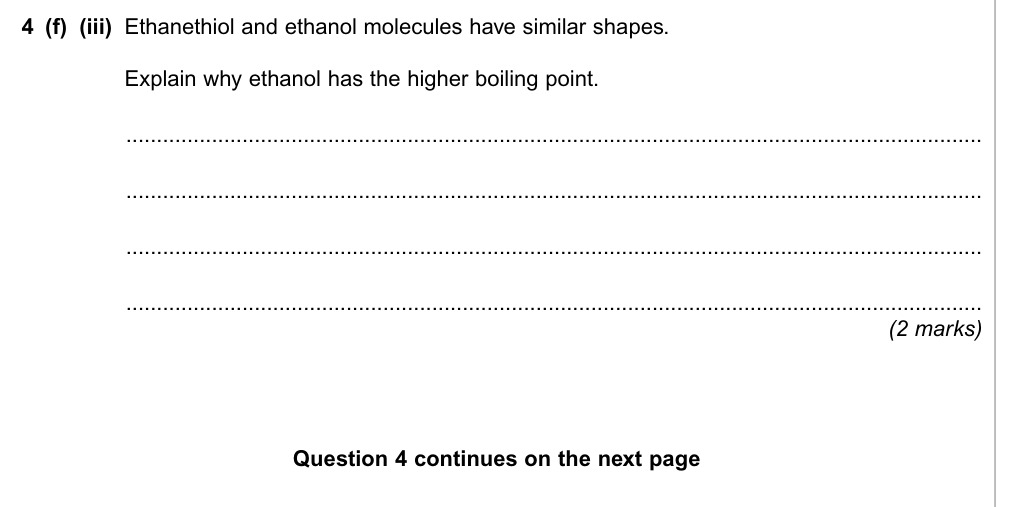 4 (f) (iii) Ethanethiol and ethanol molecules have similar shapes.
Explain why ethanol has the higher boiling point.
(2 marks)
Question 4 continues on the next page